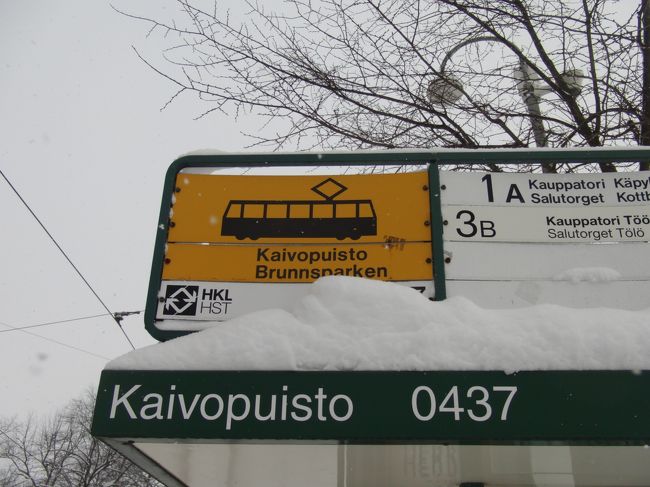 Kaivopuisto
Brunnsparken
HKL
HST
1A Kauppatori
Salutorget
3B Kauppatori
Salutorget Tölö
Kaivopuisto 0437